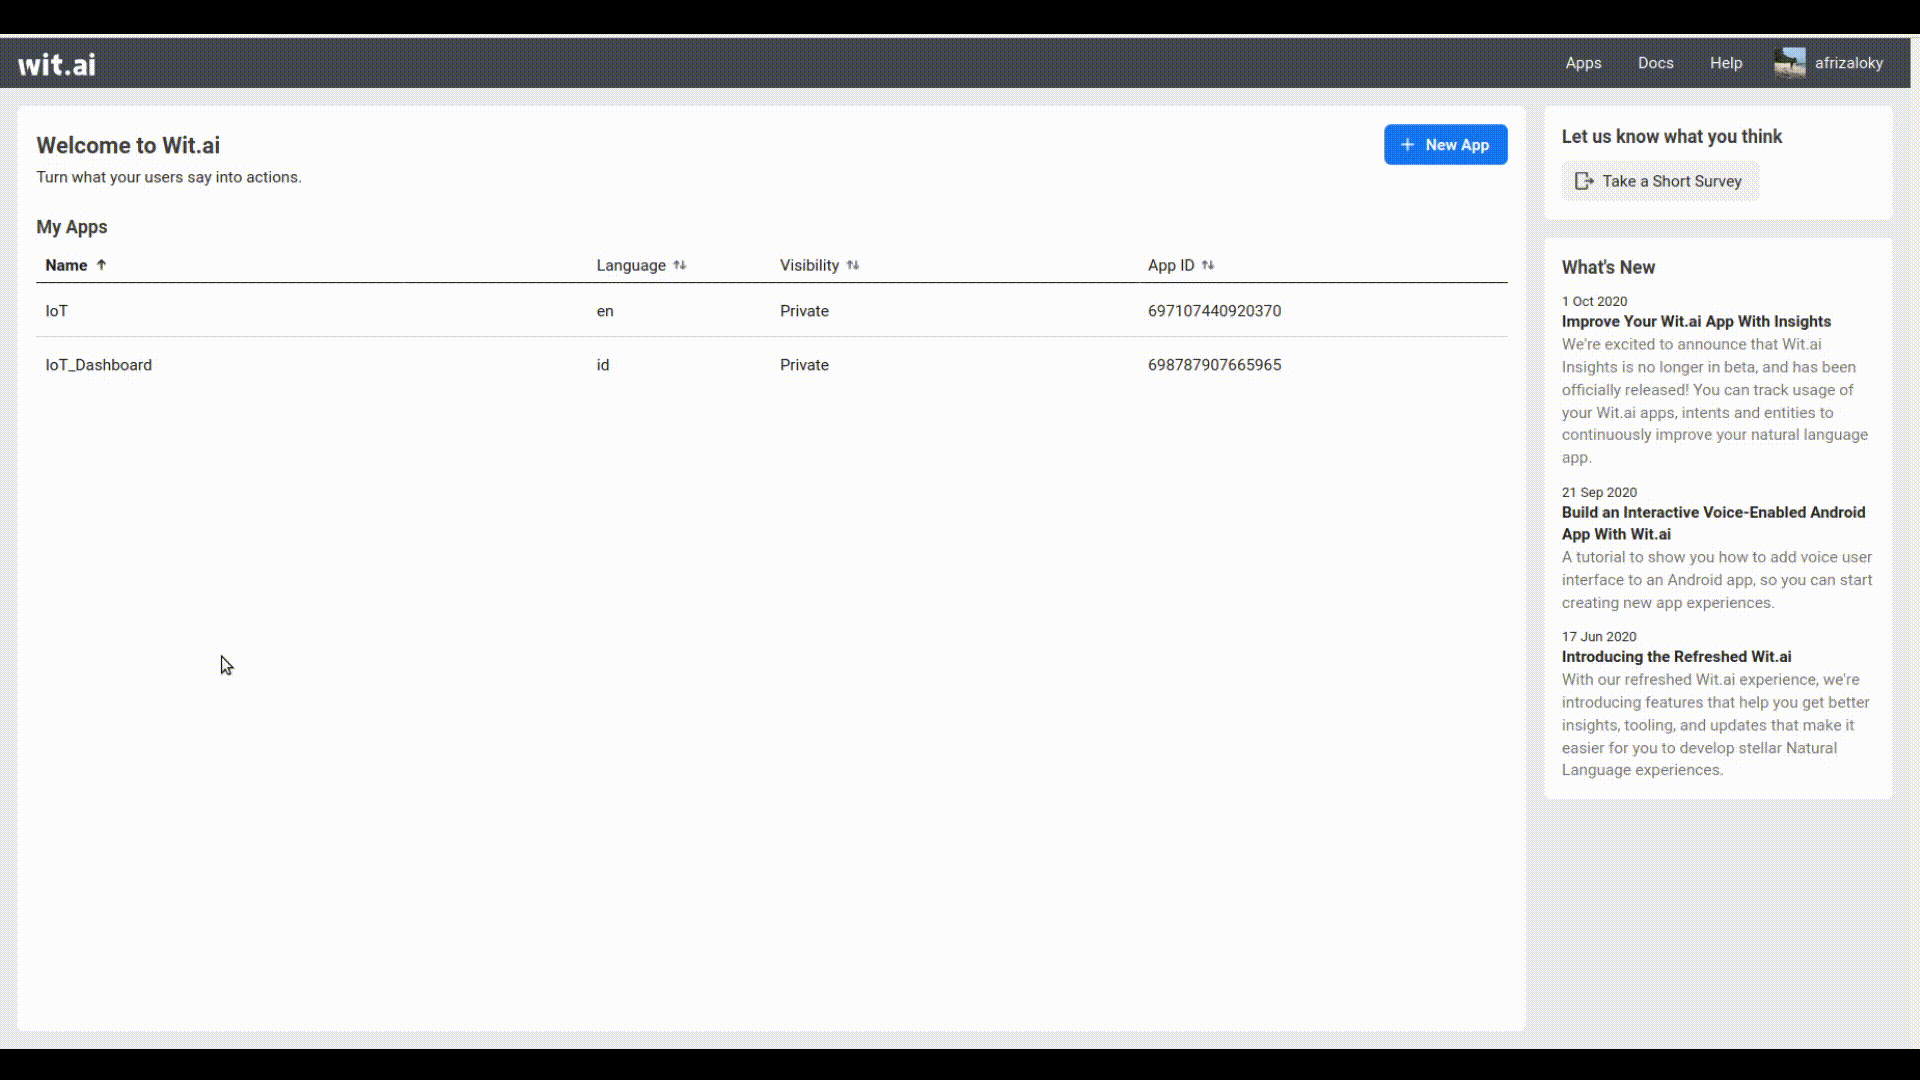 wit.ai
Apps Docs Help afrizaloky
Welcome to Wit.ai
Turn what your users say into actions.
+ New App
My Apps
Name Language Visibility App ID
IoT en Private 697107440920370
IoT_Dashboard id Private 698787907665965
Let us know what you think
Take a Short Survey
What's New
1 Oct 2020
Improve Your Wit.ai App With Insights
We're excited to announce that Wit.ai
Insights is no longer in beta, and has been
officially released! You can track usage of
your Wit.ai apps, intents and entities to
continuously improve your natural language
app.
21 Sep 2020
Build an Interactive Voice-Enabled Android
App With Wit.ai
A tutorial to show you how to add voice user
interface to an Android app, so you can start
creating new app experiences.
17 Jun 2020
Introducing the Refreshed Wit.ai
With our refreshed Wit.ai experience, we're
introducing features that help you get better
insights, tooling, and updates that make it
easier for you to develop stellar Natural
Language experiences.